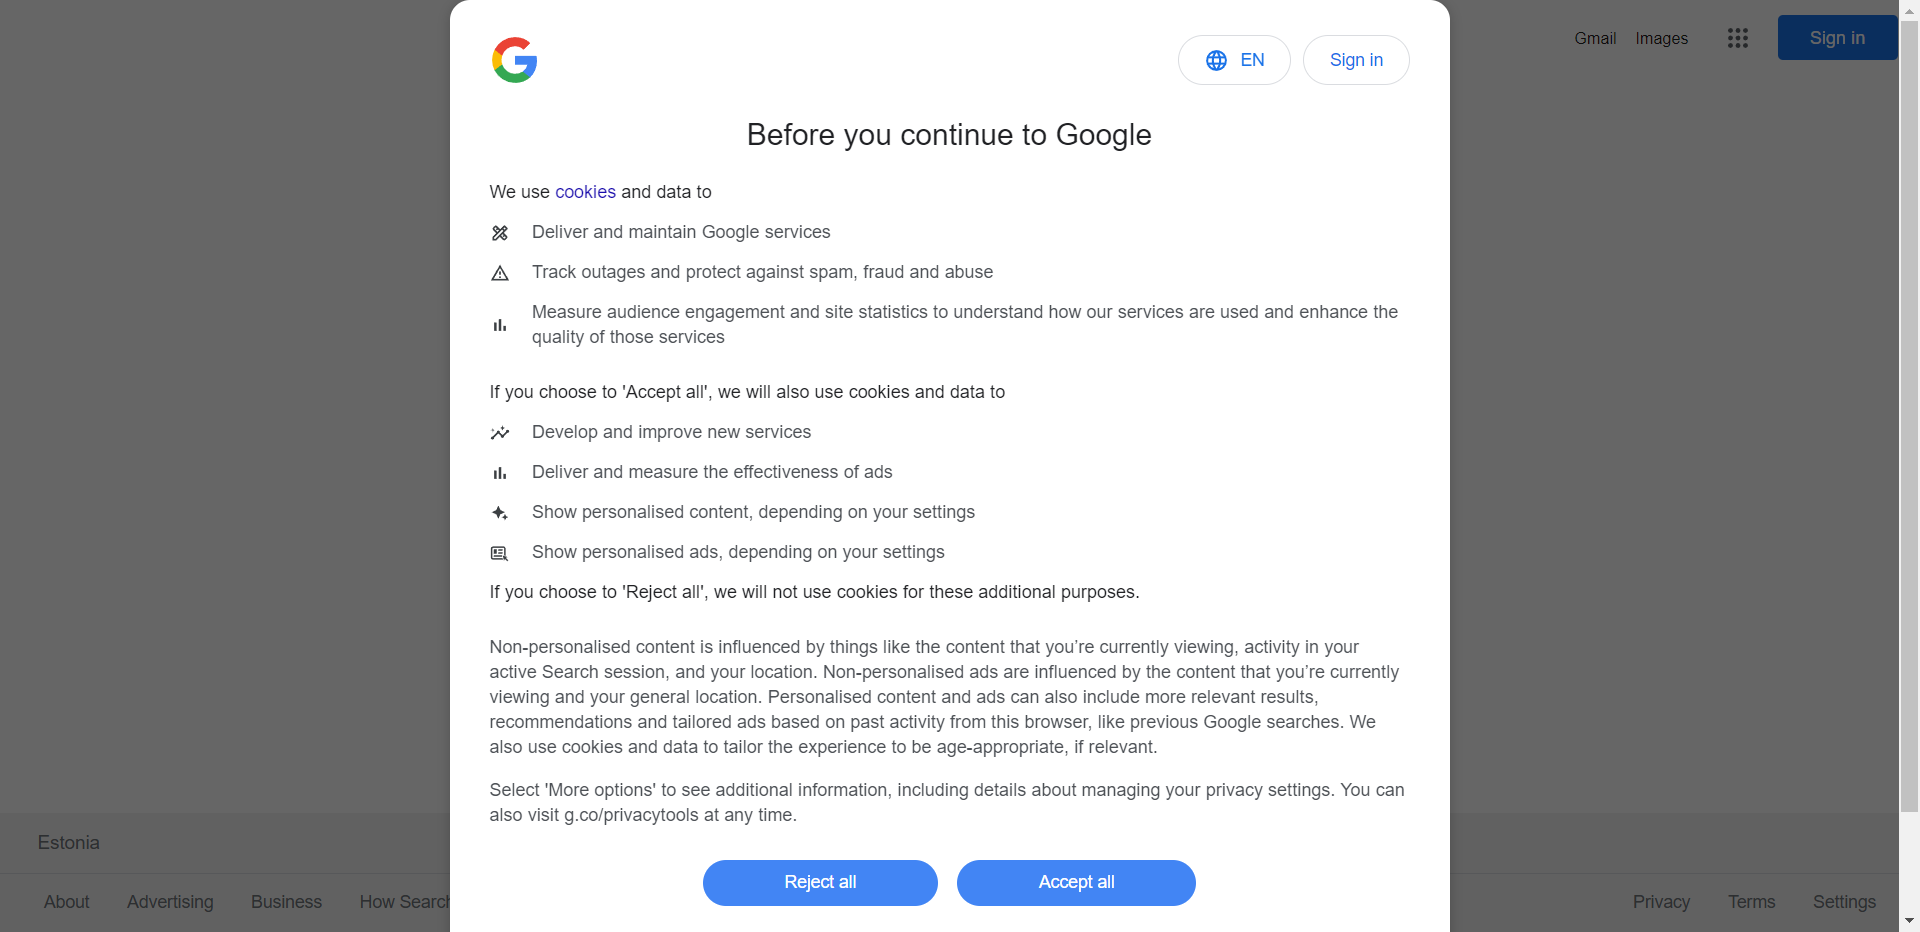 Gmail Images Sign in
EN Sign in
Before you continue to Google
We use cookies and data to
Deliver and maintain Google services
Track outages and protect against spam, fraud and abuse
Measure audience engagement and site statistics to understand how our services are used and enhance the
quality of those services
If you choose to 'Accept all', we will also use cookies and data to
Develop and improve new services
Deliver and measure the effectiveness of ads
Show personalised content, depending on your settings
Show personalised ads, depending on your settings
If you choose to 'Reject all', we will not use cookies for these additional purposes.
Non-personalised content is influenced by things like the content that you’re currently viewing, activity in your
active Search session, and your location. Non-personalised ads are influenced by the content that you’re currently
viewing and your general location. Personalised content and ads can also include more relevant results,
recommendations and tailored ads based on past activity from this browser, like previous Google searches. We
also use cookies and data to tailor the experience to be age-appropriate, if relevant.
Select 'More options' to see additional information, including details about managing your privacy settings. You can
also visit g.co/privacytools at any time.
Reject all Accept all
Estonia
About Advertising Business How Search Privacy Terms Settings